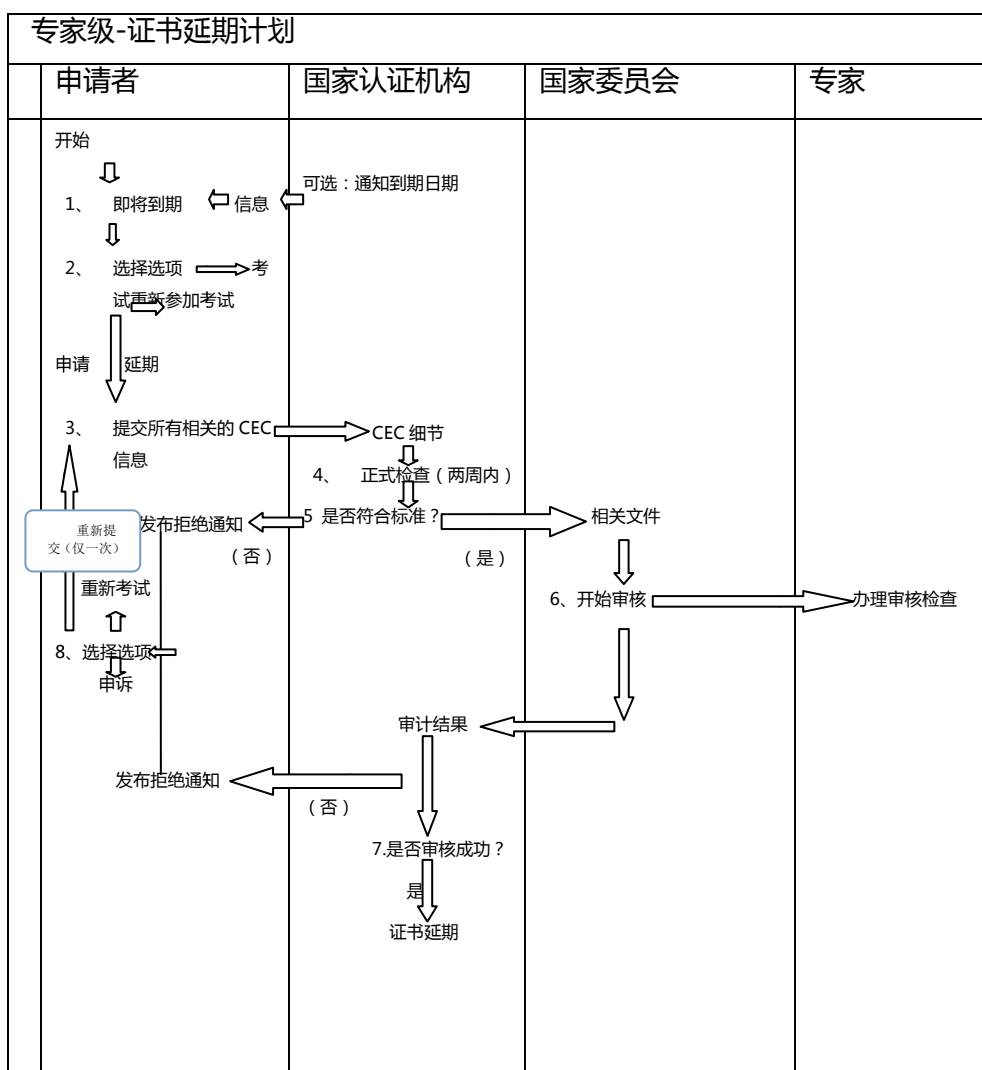 专家级-证书延期计划
申请者 国家认证机构 国家委员会 专家
开始
可选：通知到期日期
1、 即将到期 信息
2、 选择选项 考
试重新参加考试
申请 延期
3、 提交所有相关的 CEC
信息
CEC 细节
4、 正式检查（两周内）
5 是否符合标准？
相关文件
发布拒绝通知
（否）
（是）
重新提
交（仅一次）
重新考试
6、开始审核
办理审核检查
8、选择选项
申诉
审计结果
发布拒绝通知
（否）
7.是否审核成功？
是
证书延期